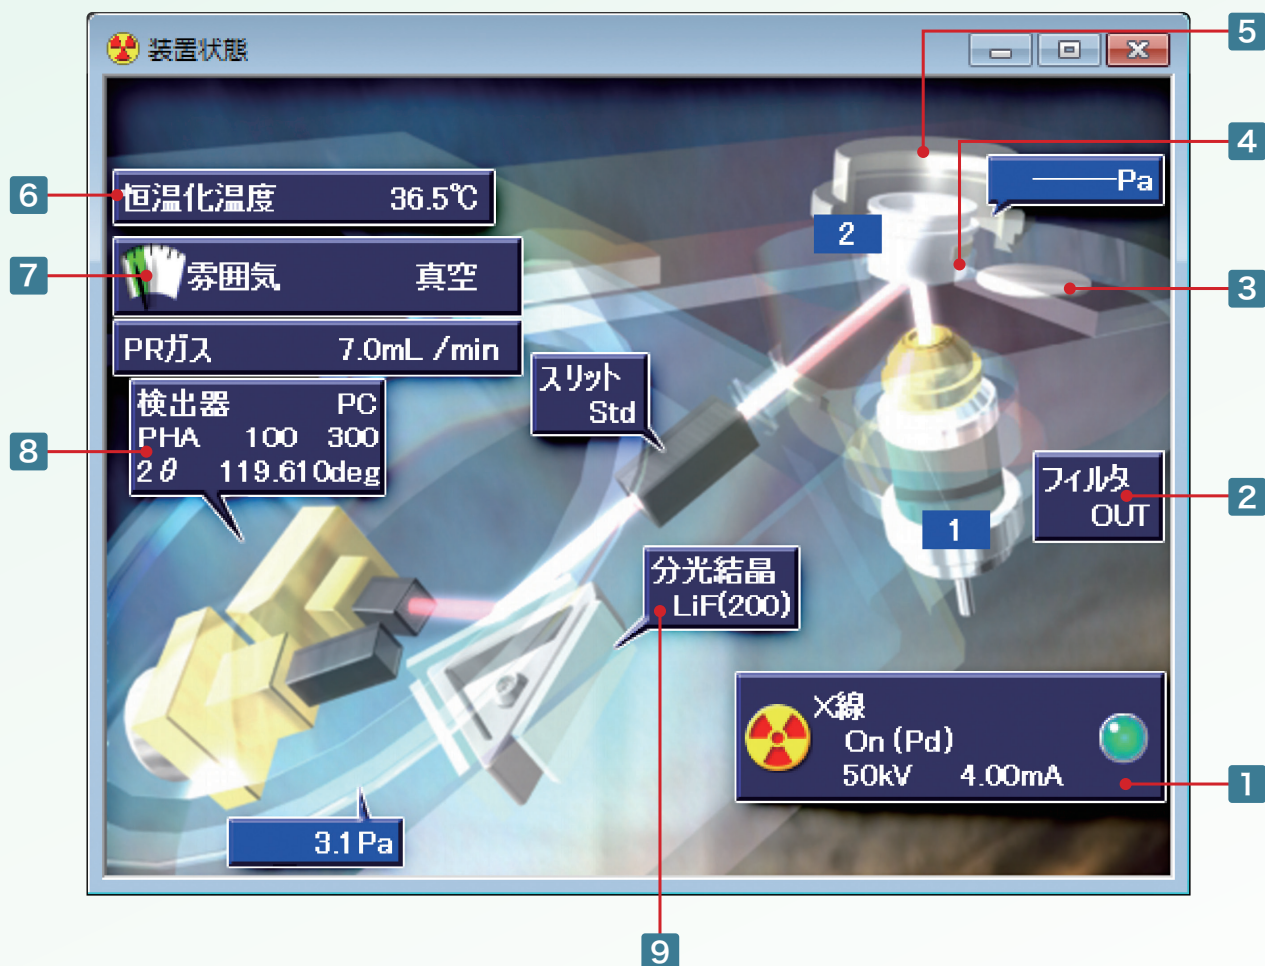 装置状態
5
4
6
恒温化温度 36.5℃
———Pa
2
7
雰囲気 真空
3
PRガス 7.0mL /min
スリット
Std
検出器 PC
PHA 100 300
2θ 119.610deg
8
フィルタ
OUT
2
1
分光結晶
LiF(200)
X線
On (Pd)
50kV 4.00mA
1
3.1 Pa
9